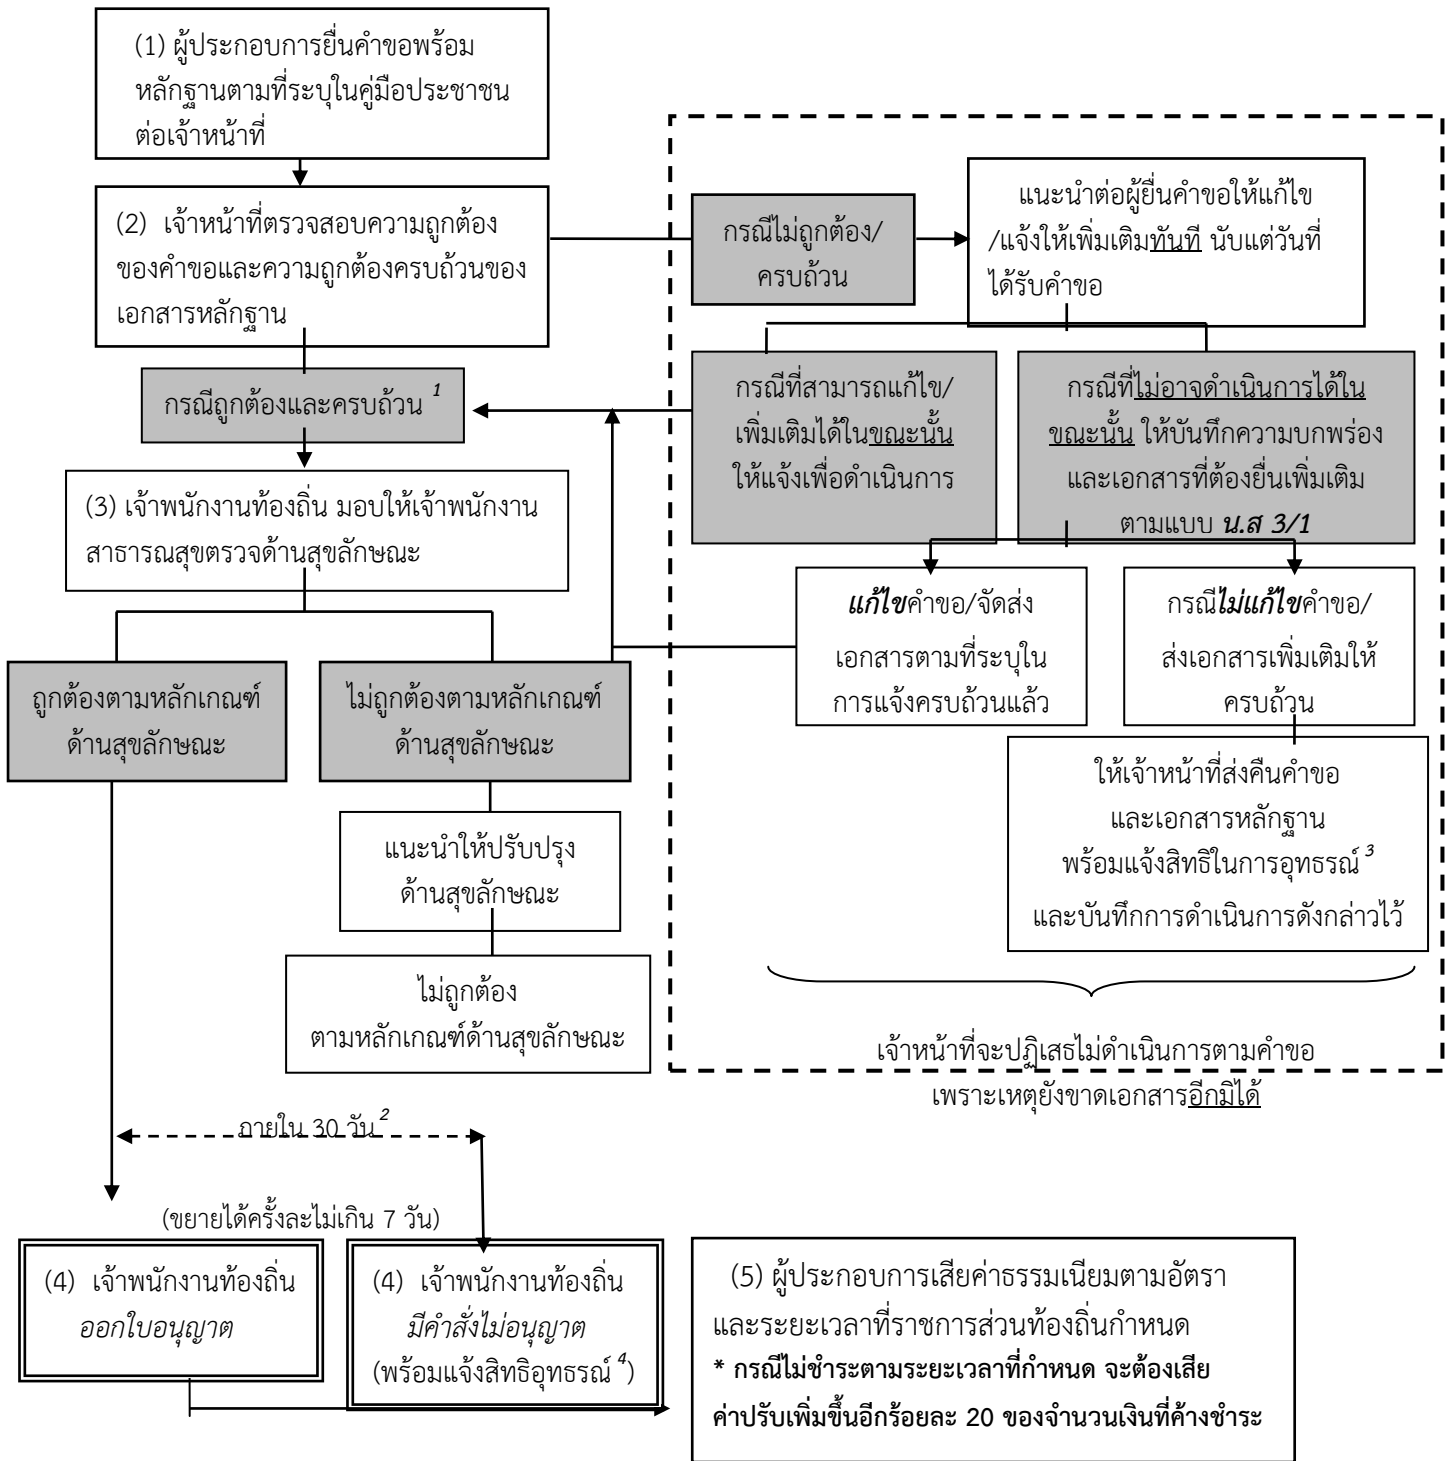 (1) ผู้ประกอบการยื่นคำขอพร้อม
หลักฐานตามที่ระบุในคู่มือประชาชน
ต่อเจ้าหน้าที่
(2) เจ้าหน้าที่ตรวจสอบความถูกต้อง
ของคำขอและความถูกต้องครบถ้วนของ
เอกสารหลักฐาน
กรณีไม่ถูกต้อง/
ครบถ้วน
แนะนำต่อผู้ยื่นคำขอให้แก้ไข
/แจ้งให้เพิ่มเติมทันที นับแต่วันที่
ได้รับคำขอ
กรณีถูกต้องและครบถ้วน 1
กรณีที่สามารถแก้ไข/
เพิ่มเติมได้ในขณะนั้น
ให้แจ้งเพื่อดำเนินการ
กรณีที่ไม่อาจดำเนินการได้ใน
ขณะนั้น ให้บันทึกความบกพร่อง
และเอกสารที่ต้องยื่นเพิ่มเติม
ตามแบบ น.ส 3/1
(3) เจ้าพนักงานท้องถิ่น มอบให้เจ้าพนักงาน
สาธารณสุขตรวจด้านสุขลักษณะ
แก้ไขคำขอ/จัดส่ง
เอกสารตามที่ระบุใน
การแจ้งครบถ้วนแล้ว
กรณีไม่แก้ไขคำขอ/
ส่งเอกสารเพิ่มเติมให้
ครบถ้วน
ถูกต้องตามหลักเกณฑ์
ด้านสุขลักษณะ
ไม่ถูกต้องตามหลักเกณฑ์
ด้านสุขลักษณะ
ให้เจ้าหน้าที่ส่งคืนคำขอ
และเอกสารหลักฐาน
พร้อมแจ้งสิทธิในการอุทธรณ์ 3
และบันทึกการดำเนินการดังกล่าวไว้
แนะนำให้ปรับปรุง
ด้านสุขลักษณะ
ไม่ถูกต้อง
ตามหลักเกณฑ์ด้านสุขลักษณะ
เจ้าหน้าที่จะปฏิเสธไม่ดำเนินการตามคำขอ
เพราะเหตุยังขาดเอกสารอีกมิได้
ภายใน 30 วัน 2
(ขยายได้ครั้งละไม่เกิน 7 วัน)
(4) เจ้าพนักงานท้องถิ่น
ออกใบอนุญาต
(4) เจ้าพนักงานท้องถิ่น
มีคำสั่งไม่อนุญาต
(พร้อมแจ้งสิทธิอุทธรณ์ 4)
(5) ผู้ประกอบการเสียค่าธรรมเนียมตามอัตรา
และระยะเวลาที่ราชการส่วนท้องถิ่นกำหนด
* กรณีไม่ชำระตามระยะเวลาที่กำหนด จะต้องเสีย
ค่าปรับเพิ่มขึ้นอีกร้อยละ 20 ของจำนวนเงินที่ค้างชำระ